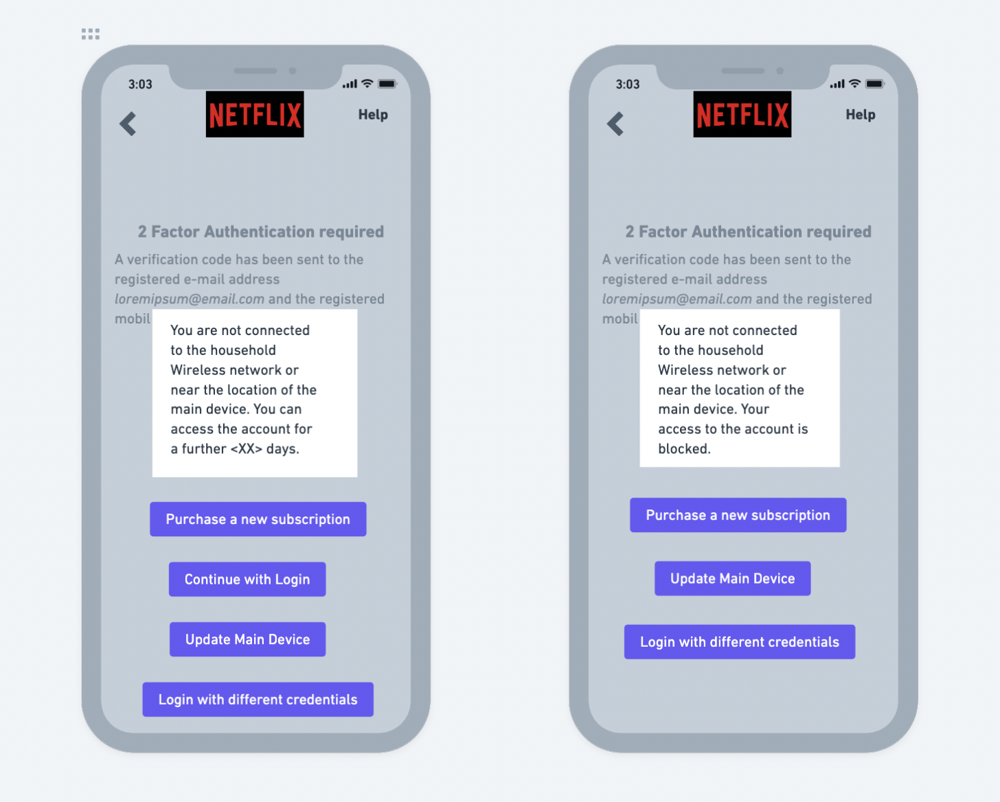 3:03
NETFLIX
Help
2 Factor Authentication required
A verification code has been sent to the
registered e-mail address
loremipsum@email.com and the registered
mobil
You are not connected
to the household
Wireless network or
near the location of the
main device. You can
access the account for
a further <XX> days.
Purchase a new subscription
Continue with Login
Update Main Device
Login with different credentials
3:03
NETFLIX
Help
2 Factor Authentication required
A verification code has been sent to the
registered e-mail address
loremipsum@email.com and the registered
mobil
You are not connected
to the household
Wireless network or
near the location of the
main device. Your
access to the account is
blocked.
Purchase a new subscription
Update Main Device
Login with different credentials